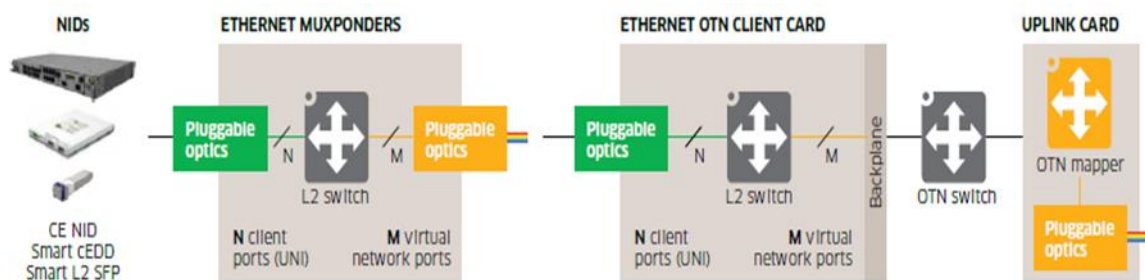 NIDs
CE NID
Smart cEDD
Smart L2 SFP
ETHERNET MUXPONDERS
Pluggable
optics
N
L2 switch
M
Pluggable
optics
N client
ports (UNI)
M virtual
network ports
ETHERNET OTN CLIENT CARD
Pluggable
optics
N
L2 switch
M
Backplane
N client
ports (UNI)
M virtual
network ports
OTN switch
UPLINK CARD
OTN mapper
Pluggable
optics